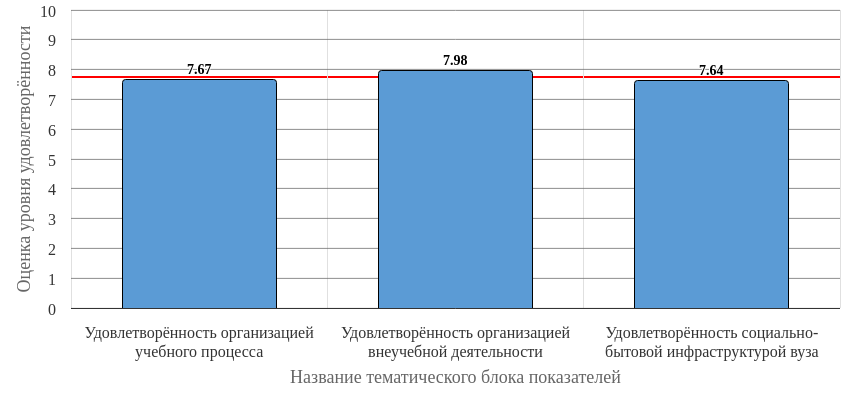 Оценка уровня удовлетворённости
10
9
8
7
6
5
4
3
2
1
0
7.67
7.98
7.64
Удовлетворённость организацией
учебного процесса
Удовлетворённость организацией
внеучебной деятельности
Удовлетворённость социально-
бытовой инфраструктурой вуза
Название тематического блока показателей